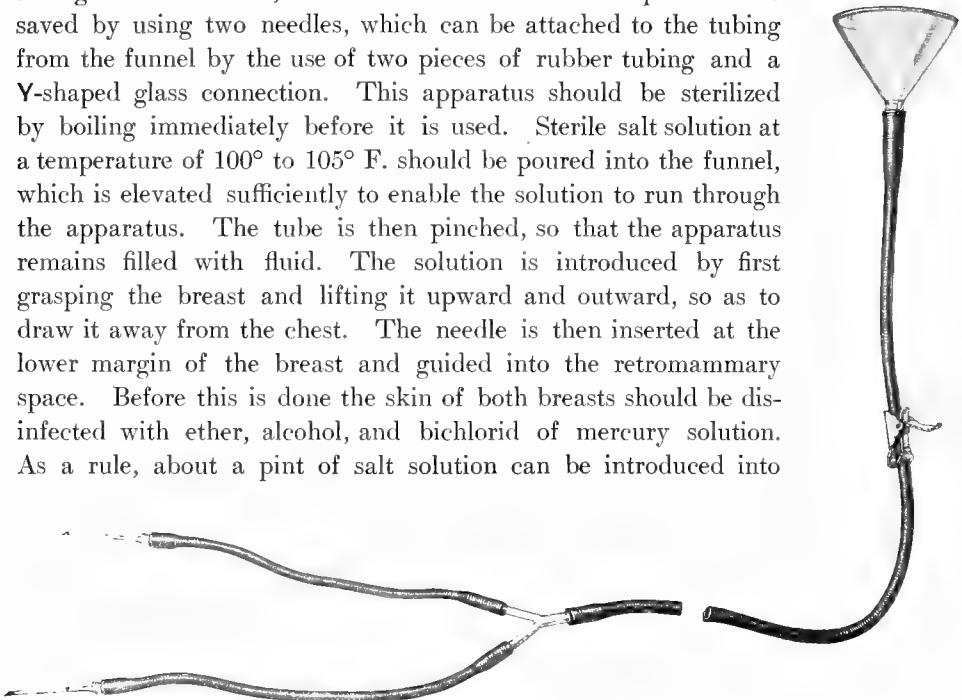 saved by using two needles, which can be attached to the tubing
from the funnel by the use of two pieces of rubber tubing and a
Y-shaped glass connection. This apparatus should be sterilized
by boiling immediately before it is used. Sterile salt solution at
a temperature of 100° to 105° F. should be poured into the funnel,
which is elevated sufficiently to enable the solution to run through
the apparatus. The tube is then pinched, so that the apparatus
remains filled with fluid. The solution is introduced by first
grasping the breast and lifting it upward and outward, so as to
draw it away from the chest. The needle is then inserted at the
lower margin of the breast and guided into the retromammary
space. Before this is done the skin of both breasts should be dis-
infected with ether, alcohol, and bichlorid of mercury solution.
As a rule, about a pint of salt solution can be introduced into